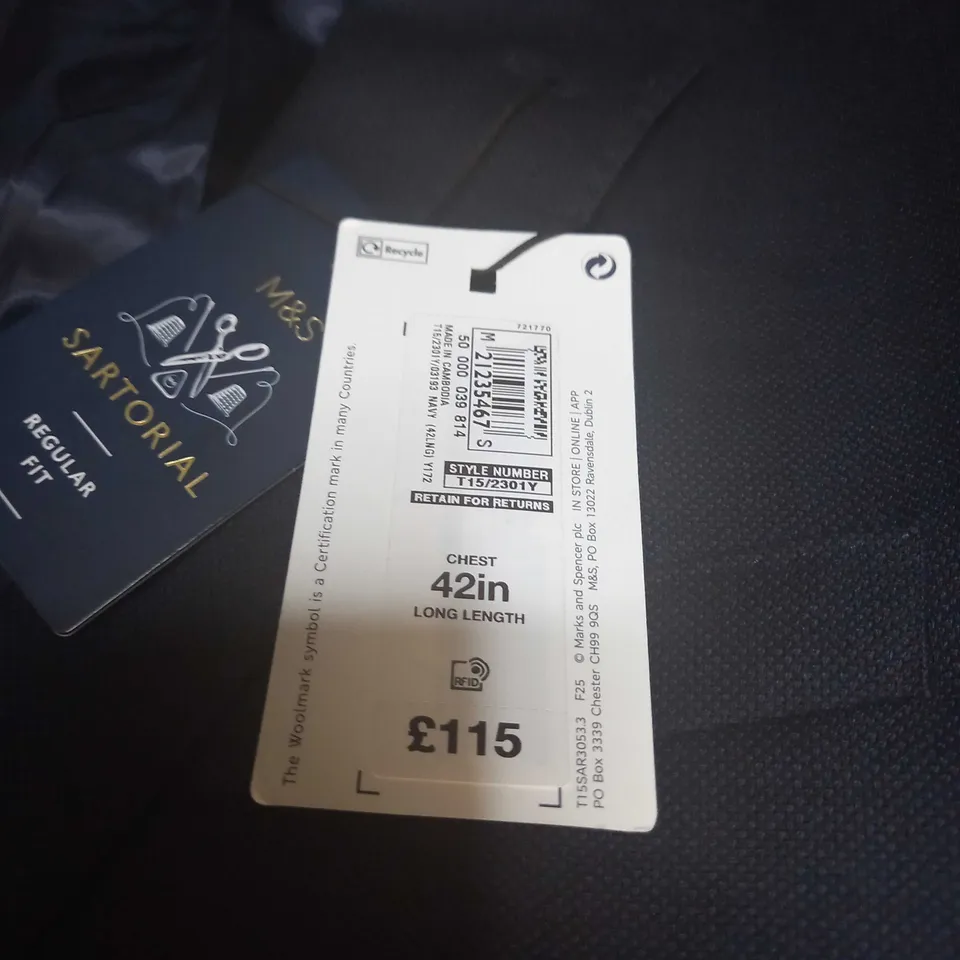 M&S
SARTORIAL
REGULAR
FIT
Recycle
The Woolmark symbol is a Certification mark in many Countries.
721770
M 21235467 S
50 000 039 814
MADE IN CAMBODIA
T15/2301Y/03193 NAVY (42LNG) Y172
STYLE NUMBER
T15/2301Y
RETAIN FOR RETURNS
CHEST
42in
LONG LENGTH
RFID
£115
T15SAR3053.3 F25 © Marks and Spencer plc IN STORE | ONLINE | APP
PO Box 3339 Chester CH99 9QS M&S, PO Box 13022 Ravensdale, Dublin 2